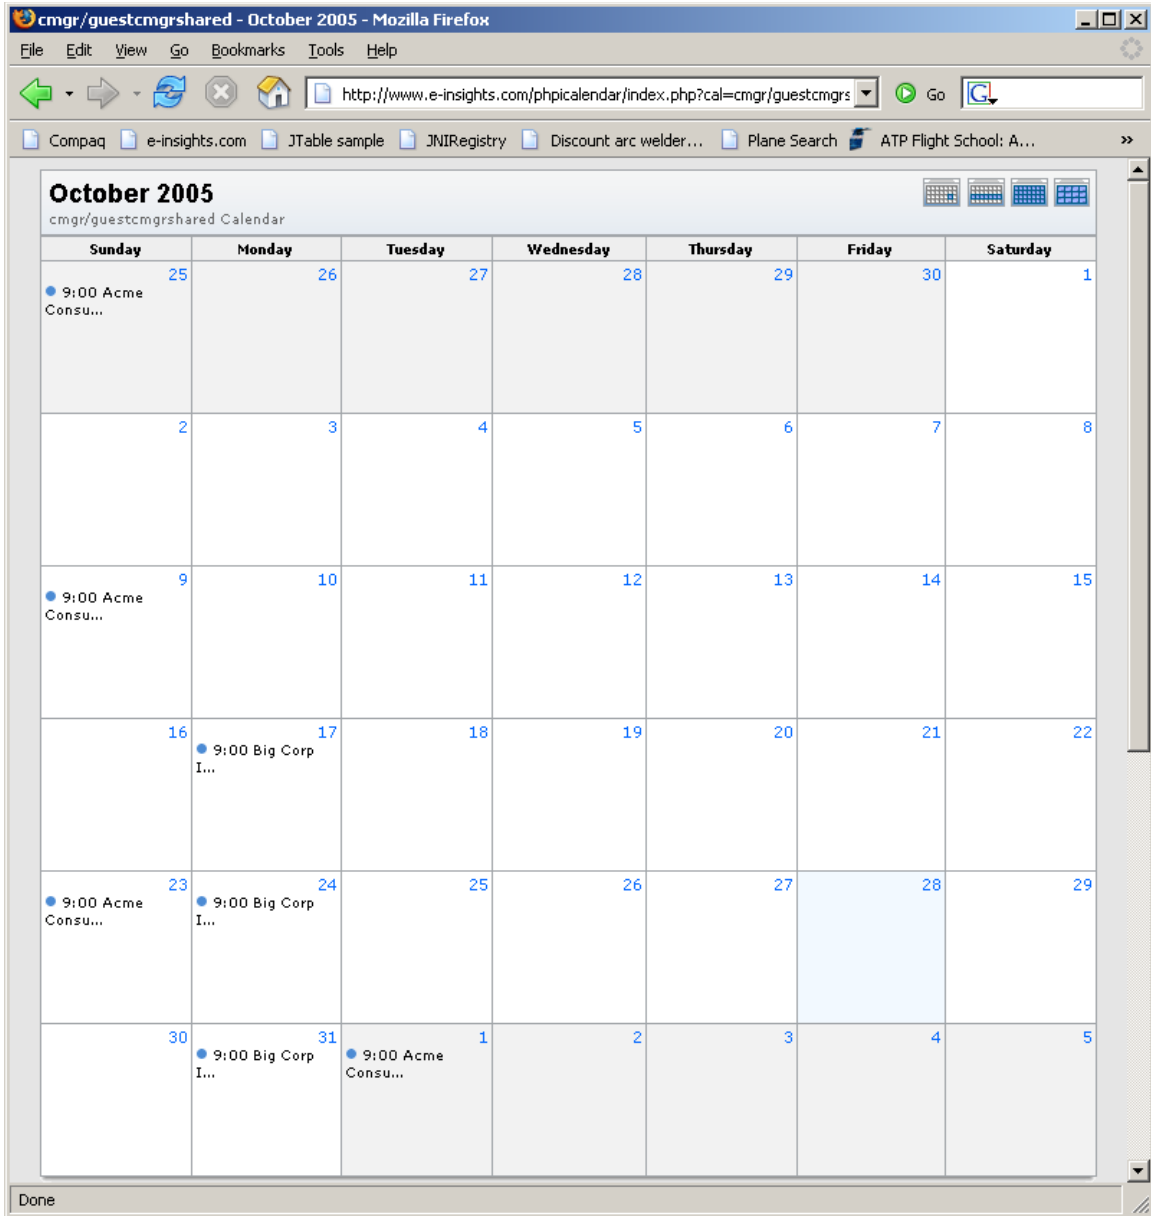 cmgr/guestcmgrshared - October 2005 - Mozilla Firefox
File Edit View Go Bookmarks Tools Help
http://www.e-insights.com/phpicalendar/index.php?cal=cmgr/guestcmgrs Go G
Compaq e-insights.com JTable sample JNIRegistry Discount arc welder... Plane Search ATP Flight School: A... »
October 2005
cmgr/guestcmgrshared Calendar
Sunday Monday Tuesday Wednesday Thursday Friday Saturday
25 26 27 28 29 30 1
9:00 Acme
Consu...
2 3 4 5 6 7 8
9 10 11 12 13 14 15
9:00 Acme
Consu...
16 17 18 19 20 21 22
9:00 Big Corp
I...
23 24 25 26 27 28 29
9:00 Acme 9:00 Big Corp
Consu... I...
30 31 1 2 3 4 5
9:00 Big Corp 9:00 Acme
I... Consu...
Done